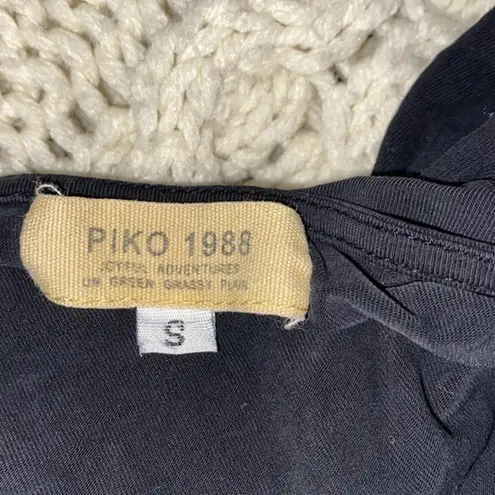 PIKO 1988
JOYFUL ADVENTURES
ON GREEN GRASSY PLAIN
S